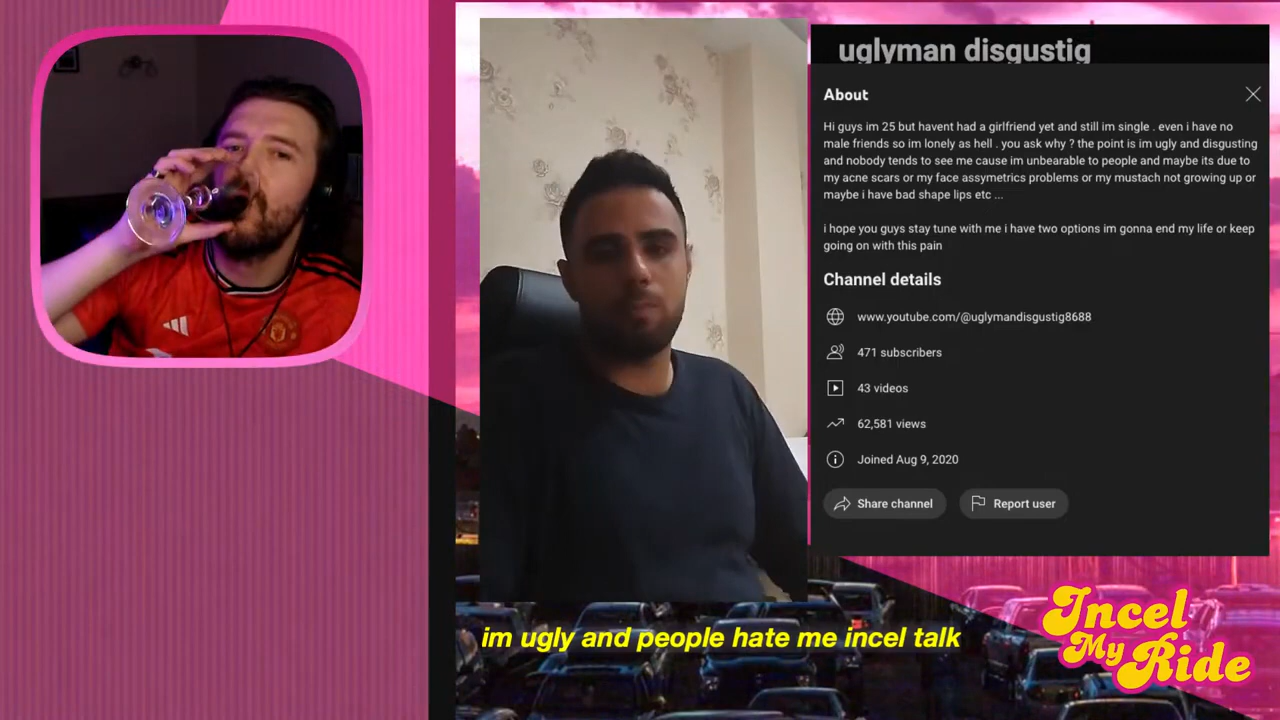 uglyman disgustig
About
Hi guys im 25 but havent had a girlfriend yet and still im single . even i have no
male friends so im lonely as hell . you ask why ? the point is im ugly and disgusting
and nobody tends to see me cause im unbearable to people and maybe its due to
my acne scars or my face assymetrics problems or my mustach not growing up or
maybe i have bad shape lips etc ...
i hope you guys stay tune with me i have two options im gonna end my life or keep
going on with this pain
Channel details
www.youtube.com/@uglymandisgustig8688
471 subscribers
43 videos
62,581 views
Joined Aug 9, 2020
Share channel
Report user
im ugly and people hate me incel talk
Incel
My
Ride